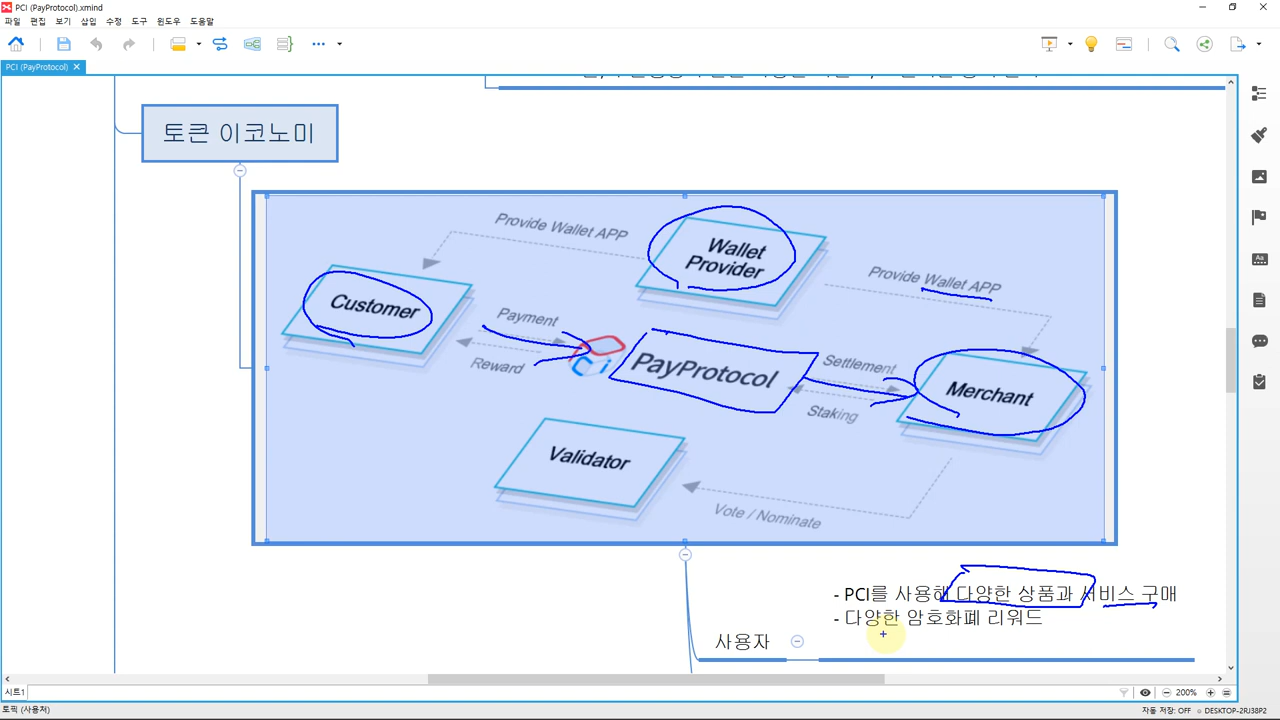 PCI (PayProtocol).xmind
파일 편집 보기 삽입 수정 도구 윈도우 도움말
PCI (PayProtocol)
토큰 이코노미
Provide Wallet APP
Wallet
Provider
Provide Wallet APP
Customer
Payment
Reward
PayProtocol
Settlement
Staking
Merchant
Validator
Vote / Nominate
- PCI를 사용해 다양한 상품과 서비스 구매
- 다양한 암호화폐 리워드
사용자
시트1
200%
토픽 (사용처)
자동 저장: OFF
DESKTOP-2RJ38P2